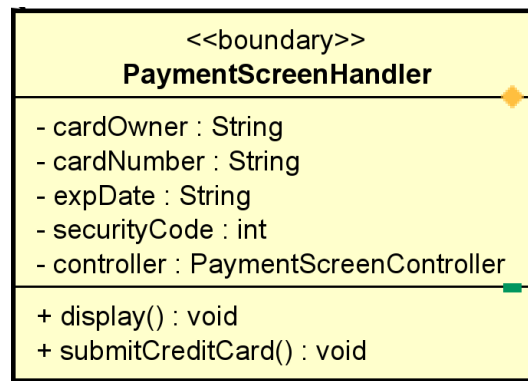 <<boundary>>
PaymentScreenHandler
- cardOwner : String
- cardNumber : String
- expDate : String
- securityCode : int
- controller : PaymentScreenController
+ display() : void
+ submitCreditCard() : void